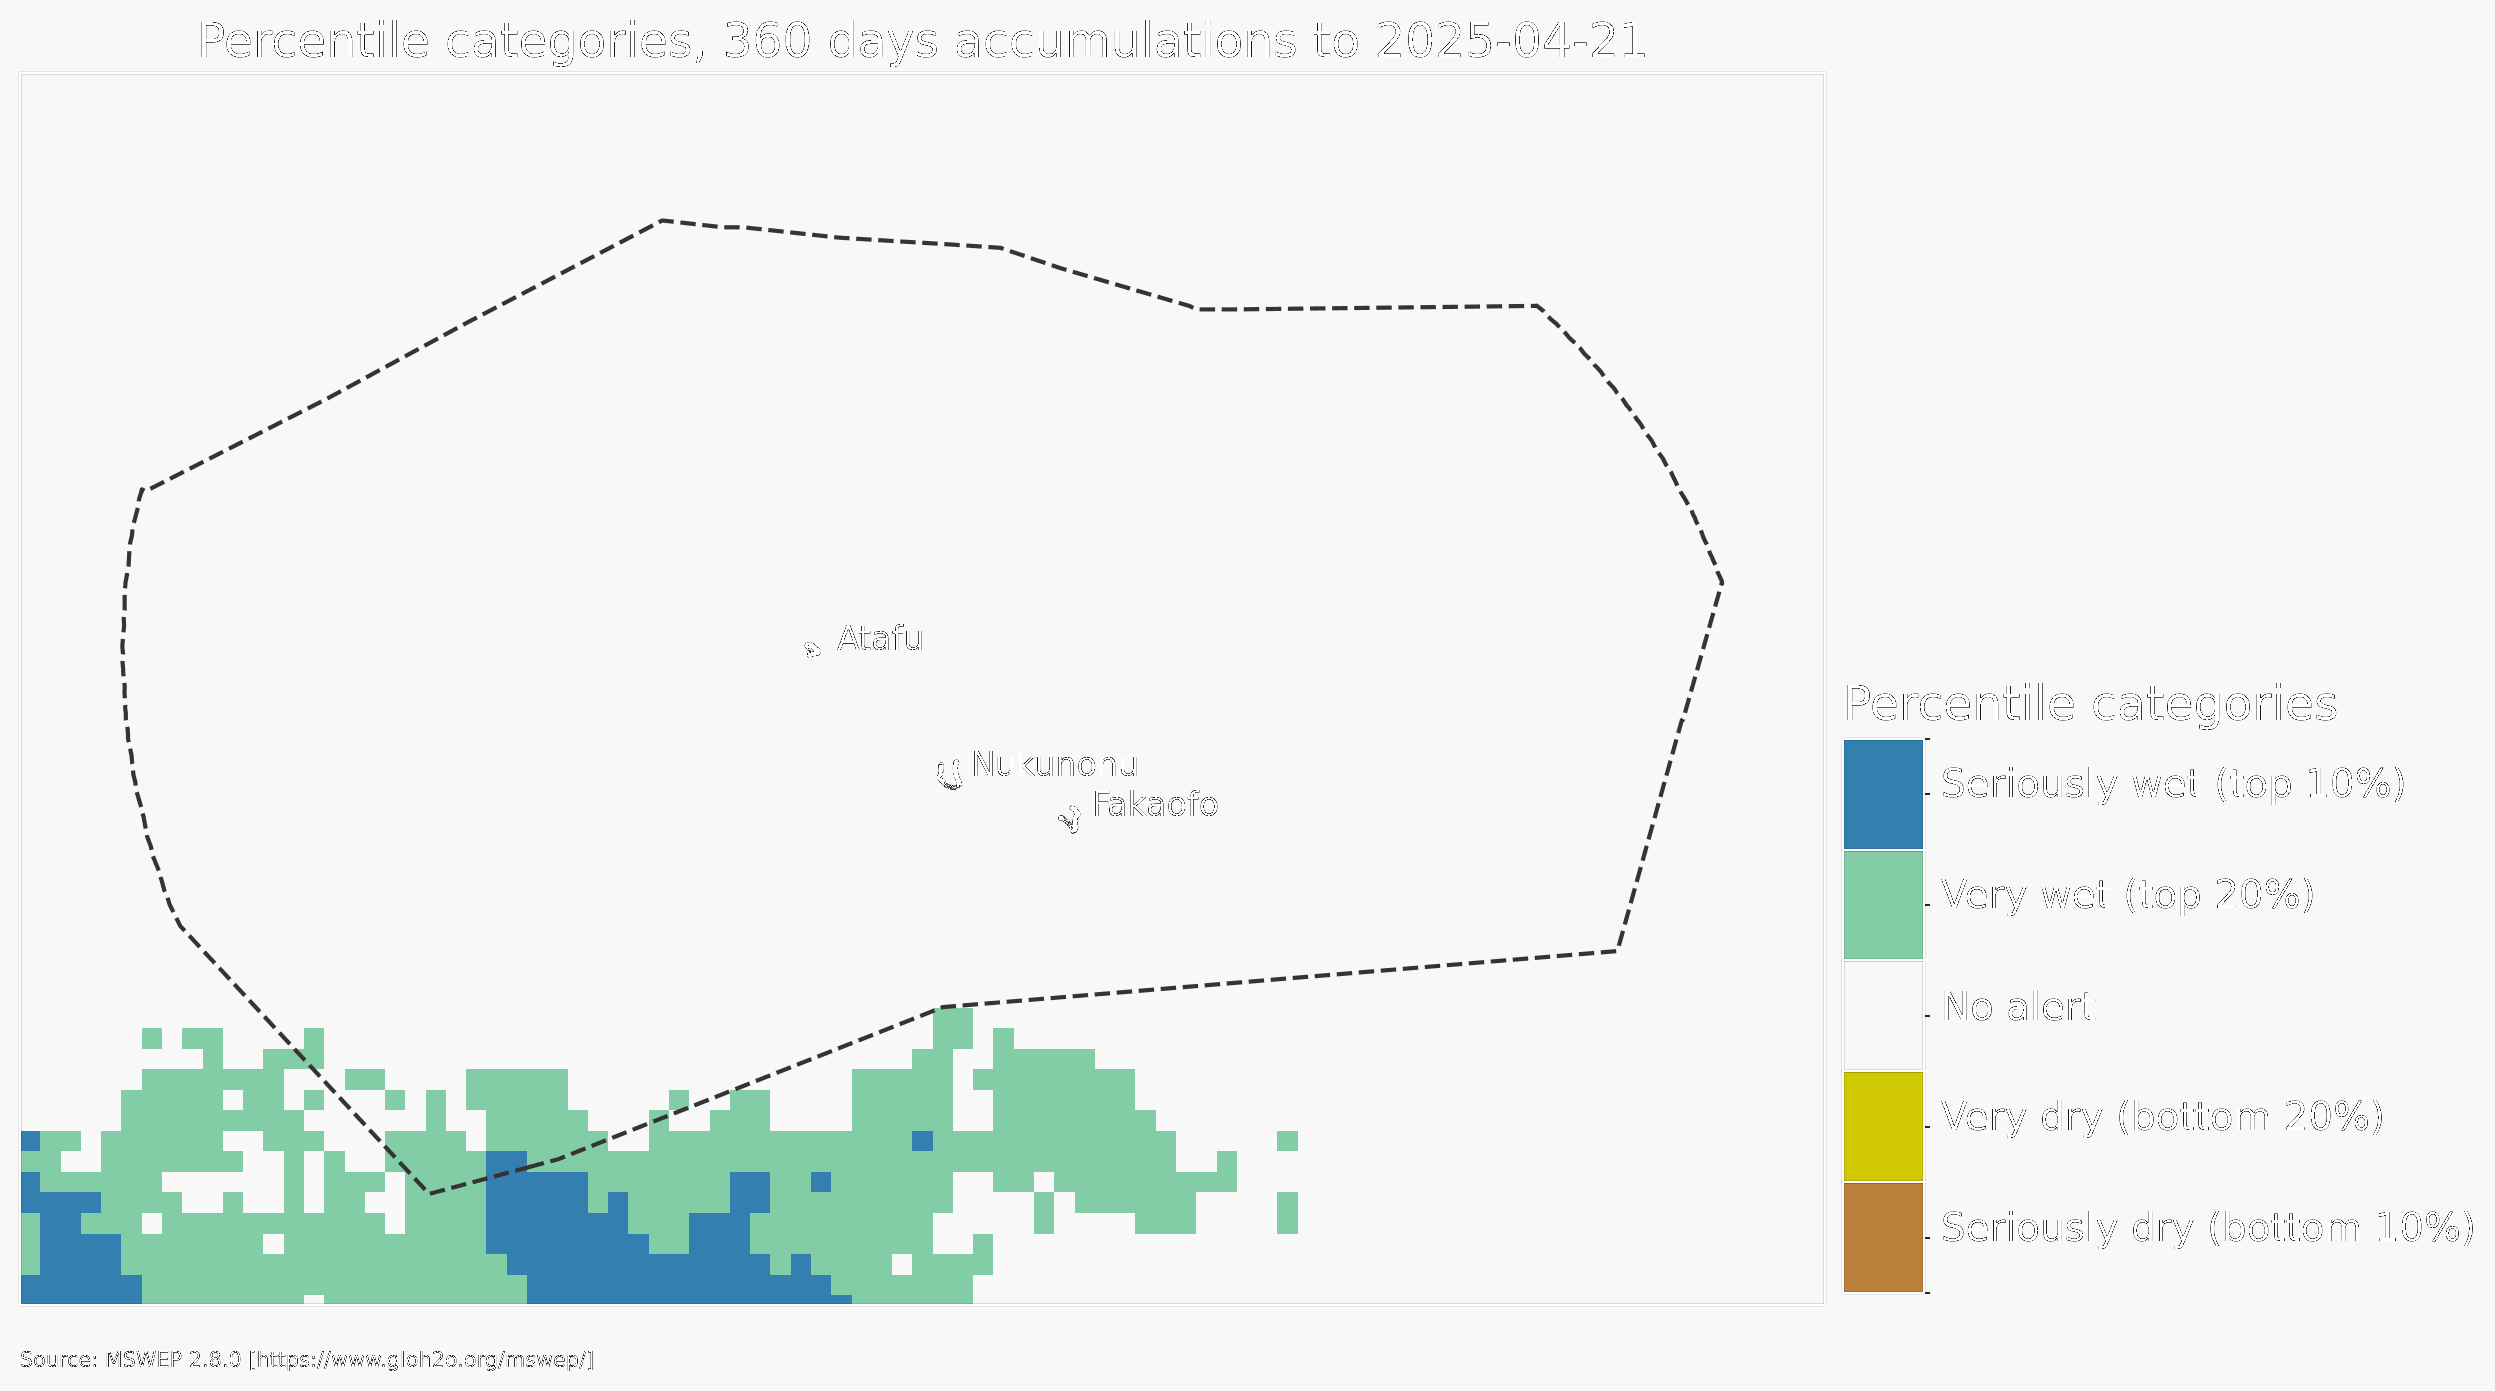 Percentile categories, 360 days accumulations to 2025-04-21
Atafu
Nukunonu
Fakaofo
Percentile categories
Seriously wet (top 10%)
Very wet (top 20%)
No alert
Very dry (bottom 20%)
Seriously dry (bottom 10%)
Source: MSWEP 2.8.0 [https://www.gloh2o.org/mswep/]